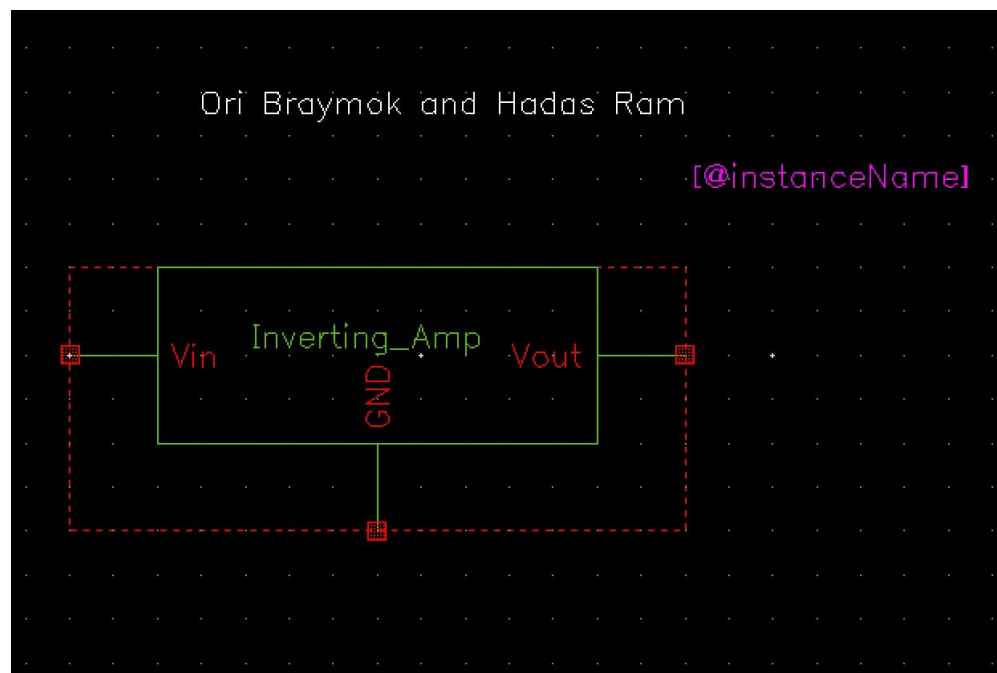 Ori Braymok and Hadas Ram
[@instanceName]
Inverting_Amp
Vin
Vout
GND